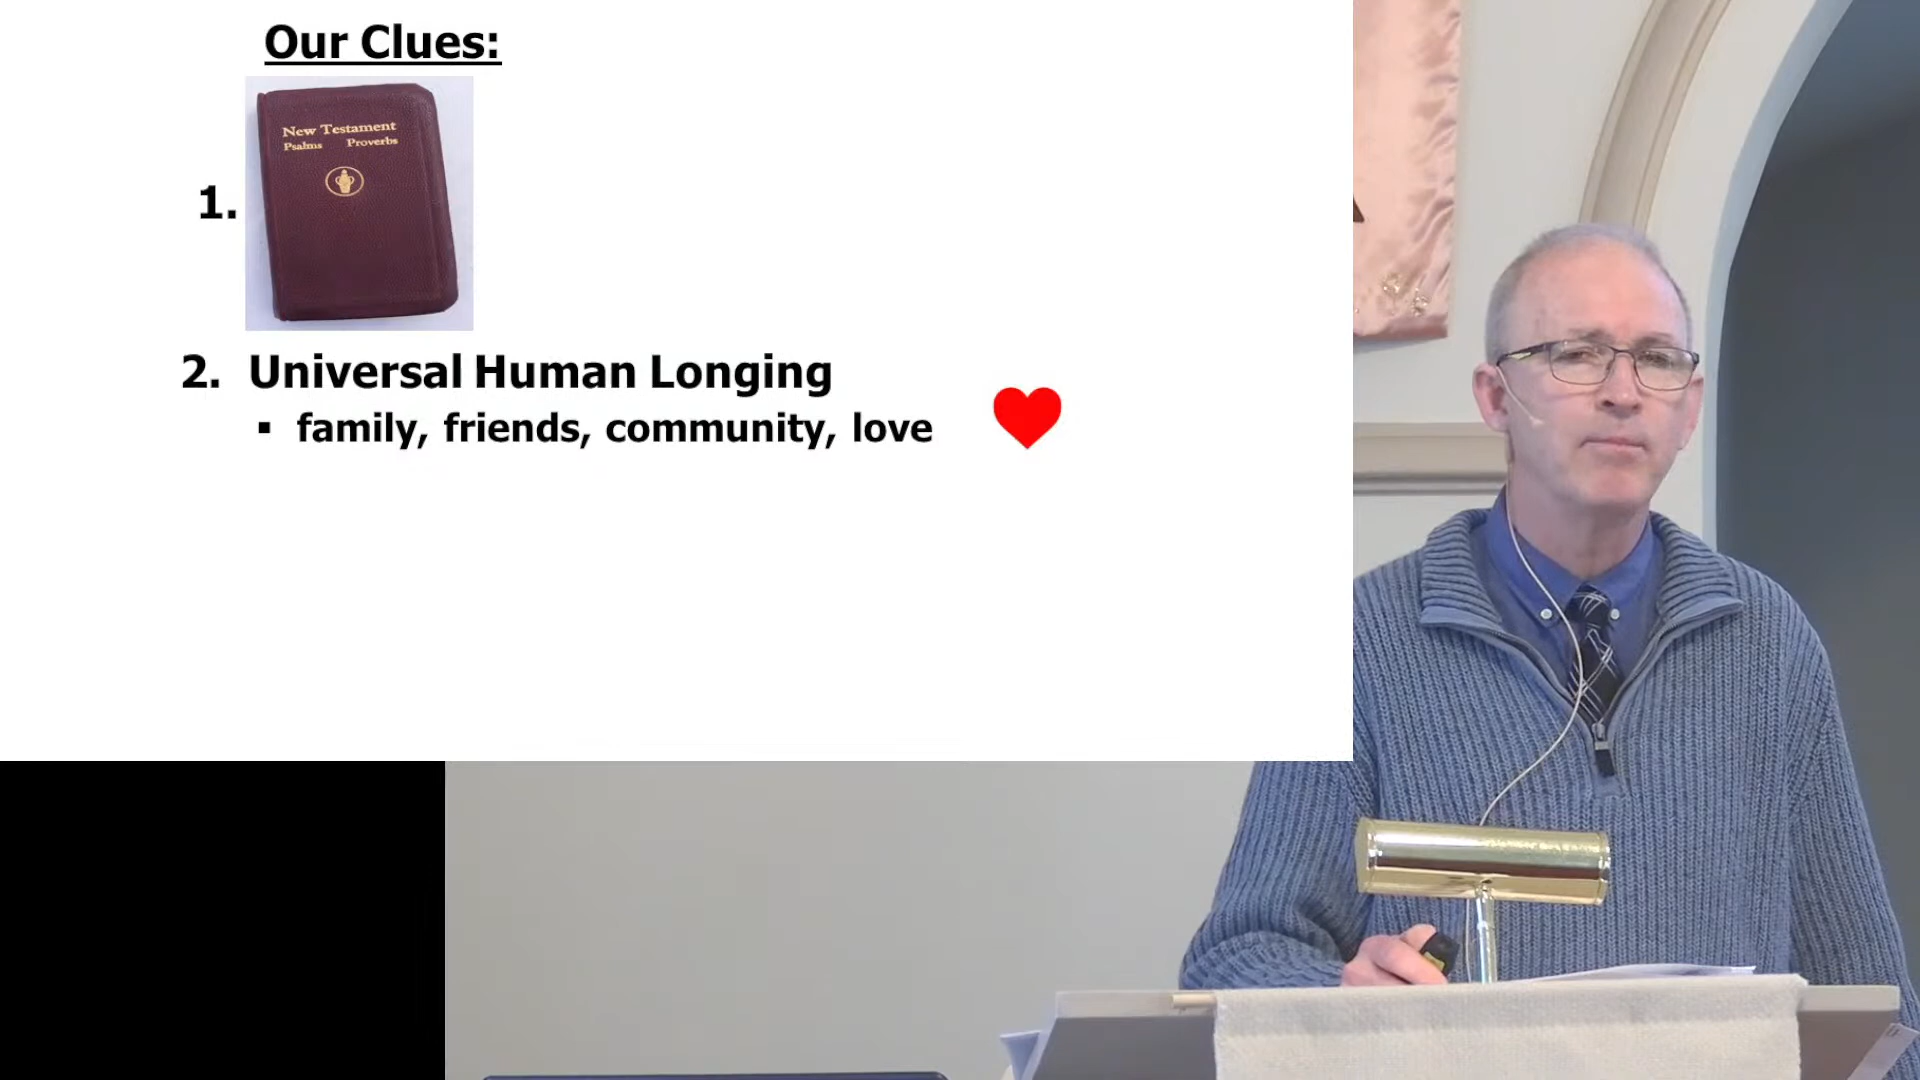 Our Clues:
New Testament
Psalms Proverbs
1.
2. Universal Human Longing
▪ family, friends, community, love